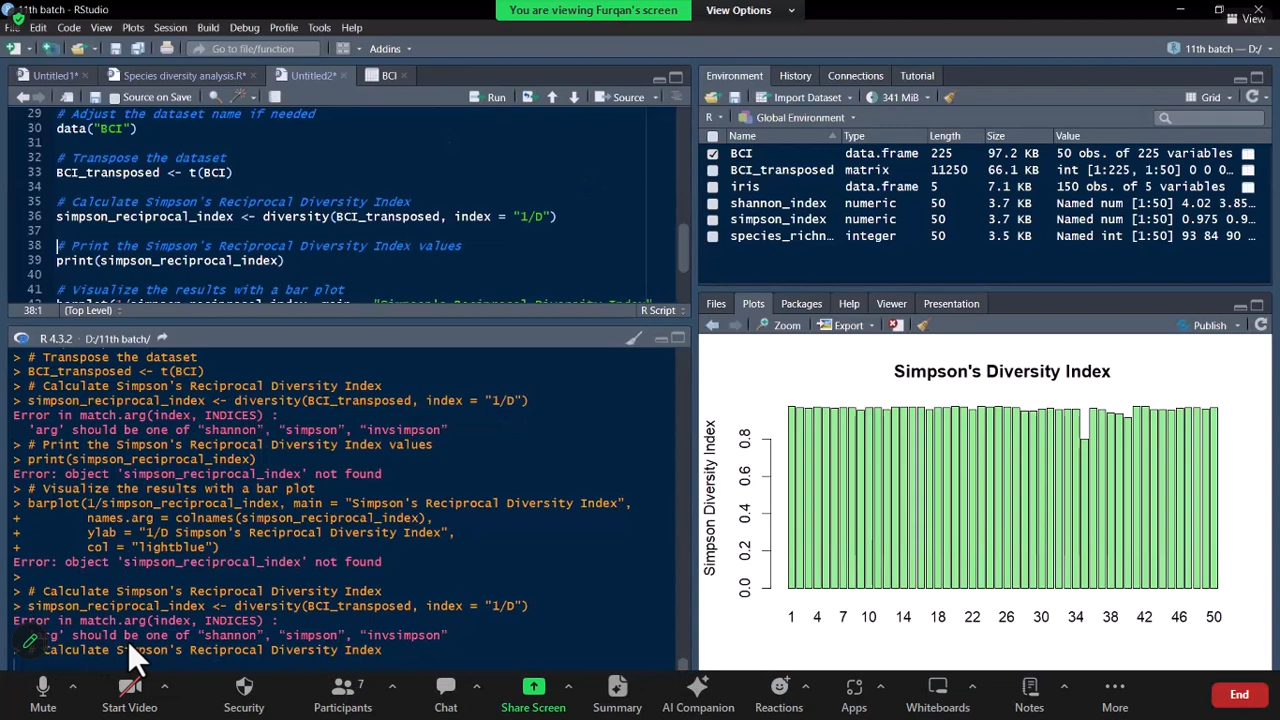 11th batch - RStudio
You are viewing Furqan's screen
View Options
View
File Edit Code View Plots Session Build Debug Profile Tools Help
Go to file/function
Addins
11th batch — D:/
Untitled1*
Species diversity analysis.R*
Untitled2*
BCI
Source on Save
Run
Source
29 # Adjust the dataset name if needed
30 data("BCI")
31
32 # Transpose the dataset
33 BCI_transposed <- t(BCI)
34
35 # Calculate Simpson's Reciprocal Diversity Index
36 simpson_reciprocal_index <- diversity(BCI_transposed, index = "1/D")
37
38 # Print the Simpson's Reciprocal Diversity Index values
39 print(simpson_reciprocal_index)
40
41 # Visualize the results with a bar plot
38:1 (Top Level) R Script
R 4.3.2 · D:/11th batch/
> # Transpose the dataset
> BCI_transposed <- t(BCI)
> # Calculate Simpson's Reciprocal Diversity Index
> simpson_reciprocal_index <- diversity(BCI_transposed, index = "1/D")
Error in match.arg(index, INDICES) :
'arg' should be one of “shannon”, “simpson”, “invsimpson”
> # Print the Simpson's Reciprocal Diversity Index values
> print(simpson_reciprocal_index)
Error: object 'simpson_reciprocal_index' not found
> # Visualize the results with a bar plot
> barplot(1/simpson_reciprocal_index, main = "Simpson's Reciprocal Diversity Index",
+ names.arg = colnames(simpson_reciprocal_index),
+ ylab = "1/D Simpson's Reciprocal Diversity Index",
+ col = "lightblue")
Error: object 'simpson_reciprocal_index' not found
>
> # Calculate Simpson's Reciprocal Diversity Index
> simpson_reciprocal_index <- diversity(BCI_transposed, index = "1/D")
Error in match.arg(index, INDICES) :
should be one of “shannon”, “simpson”, “invsimpson”
Calculate Simpson's Reciprocal Diversity Index
Environment History Connections Tutorial
Import Dataset
341 MiB
Grid
R
Global Environment
Name Type Length Size Value
BCI data.frame 225 97.2 KB 50 obs. of 225 variables
BCI_transposed matrix 11250 66.1 KB int [1:225, 1:50] 0 0 0…
iris data.frame 5 7.1 KB 150 obs. of 5 variables
shannon_index numeric 50 3.7 KB Named num [1:50] 4.02 3.85…
simpson_index numeric 50 3.7 KB Named num [1:50] 0.975 0.9…
species_richn… integer 50 3.5 KB Named int [1:50] 93 84 90 …
Files Plots Packages Help Viewer Presentation
Zoom
Export
Publish
Simpson's Diversity Index
Simpson Diversity Index
0.8
0.6
0.4
0.2
0.0
1 4 7 10 14 18 22 26 30 34 38 42 46 50
7
Mute
Start Video
Security
Participants
Chat
Share Screen
Summary
AI Companion
Reactions
Apps
Whiteboards
Notes
More
End